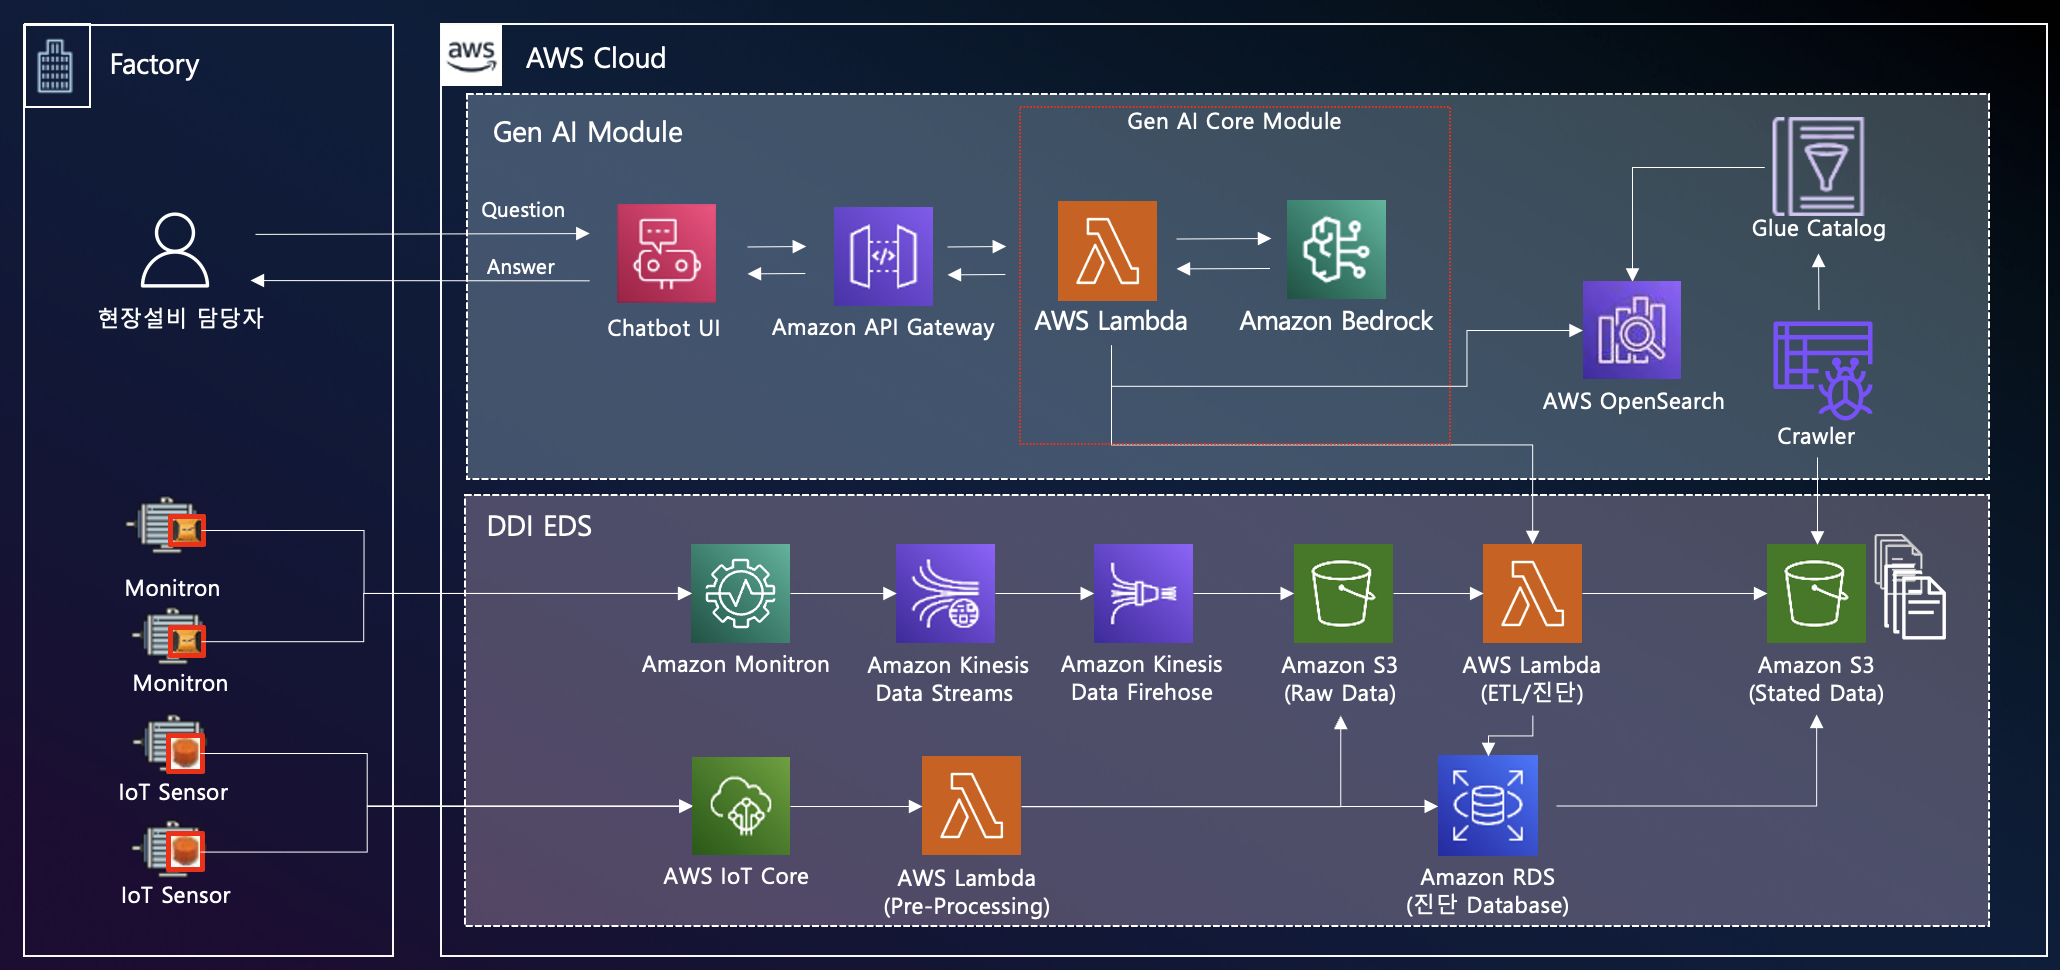 Factory
aws
AWS Cloud
Gen AI Module
Gen AI Core Module
Question
Answer
현장설비 담당자
Chatbot UI
Amazon API Gateway
AWS Lambda
Amazon Bedrock
Glue Catalog
AWS OpenSearch
Crawler
DDI EDS
Monitron
Monitron
IoT Sensor
IoT Sensor
Amazon Monitron
Amazon Kinesis
Data Streams
Amazon Kinesis
Data Firehose
Amazon S3
(Raw Data)
AWS Lambda
(ETL/진단)
Amazon S3
(Stated Data)
AWS IoT Core
AWS Lambda
(Pre-Processing)
Amazon RDS
(진단 Database)